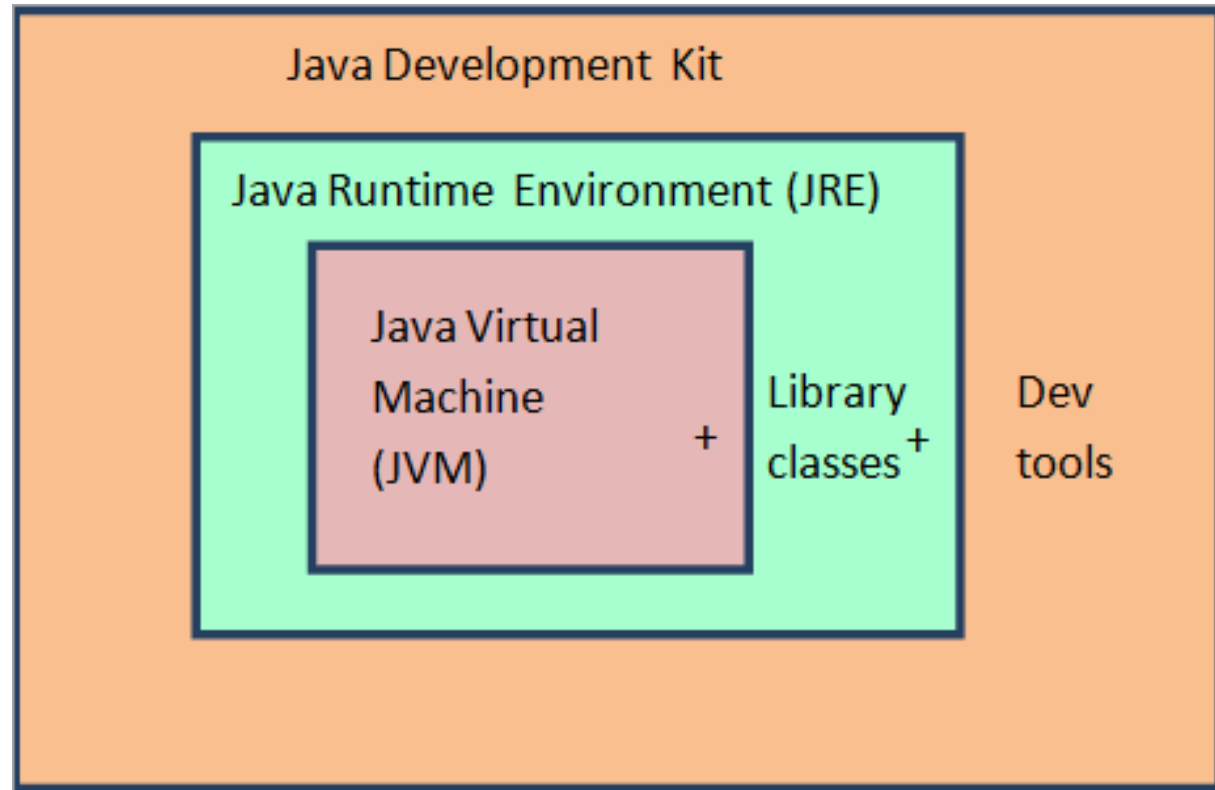 Java Development Kit
Java Runtime Environment (JRE)
Java Virtual
Machine
(JVM)
+
Library
classes
+
Dev
tools